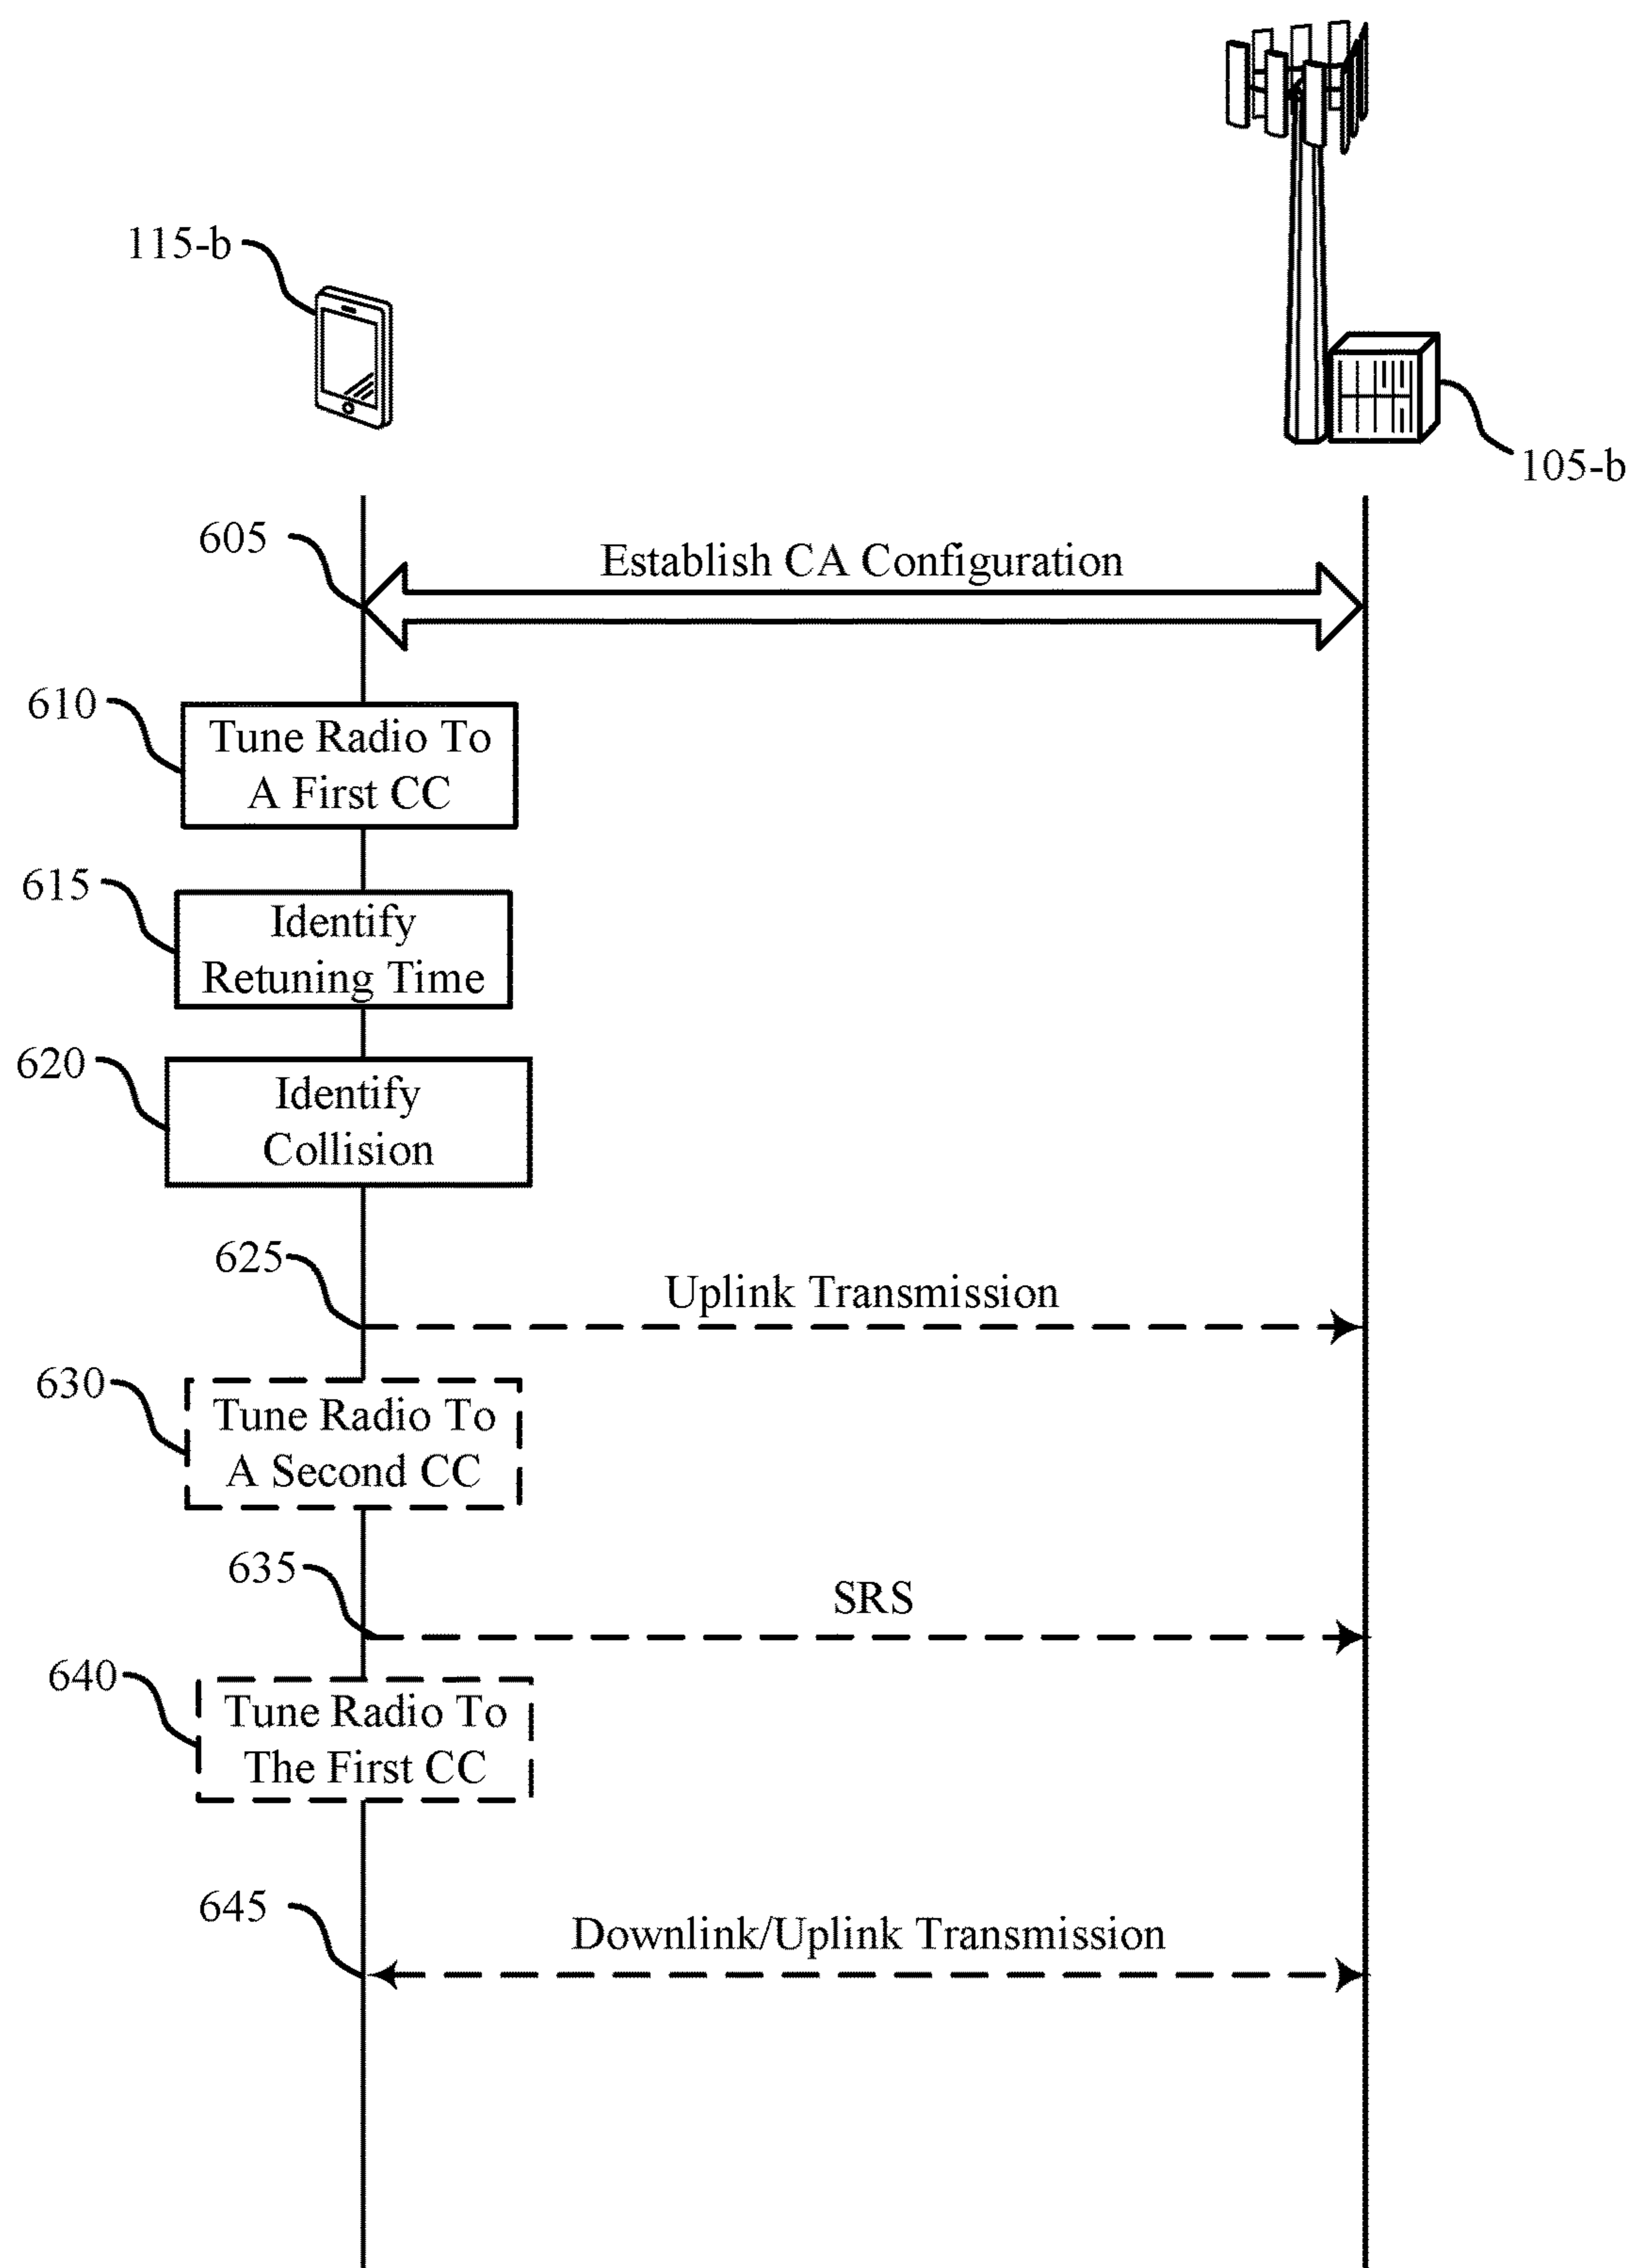 115-b
105-b
605
Establish CA Configuration
610
Tune Radio To
A First CC
615
Identify
Retuning Time
620
Identify
Collision
625
Uplink Transmission
630
Tune Radio To
A Second CC
635
SRS
640
Tune Radio To
The First CC
645
Downlink/Uplink Transmission